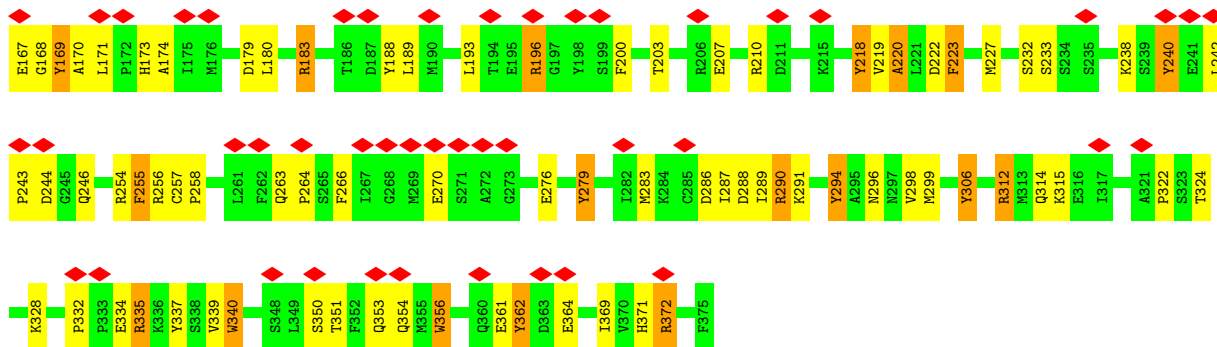 E167 G168 Y169 A170 L171 P172 H173 A174 I175 M176 D179 L180 R183 T186 D187 Y188 L189 M190 L193 T194 E195 R196 G197 Y198 S199 F200 T203 R206 E207 R210 D211 K215 Y218 V219 A220 L221 D222 F223 M227 S232 S233 S234 S235 K238 S239 Y240 E241 L242
P243 D244 G245 Q246 R254 F255 R256 C257 P258 L261 F262 Q263 P264 S265 F266 I267 G268 M269 E270 S271 A272 G273 E276 Y279 I282 M283 K284 C285 D286 I287 D288 I289 R290 K291 Y294 A295 N296 N297 V298 M299 Y306 R312 M313 Q314 K315 E316 I317 A321 P322 S323 T324
K328 P332 P333 E334 R335 K336 Y337 S338 V339 W340 S348 L349 S350 T351 F352 Q353 Q354 M355 W356 Q360 E361 Y362 D363 E364 I369 V370 H371 R372 F375